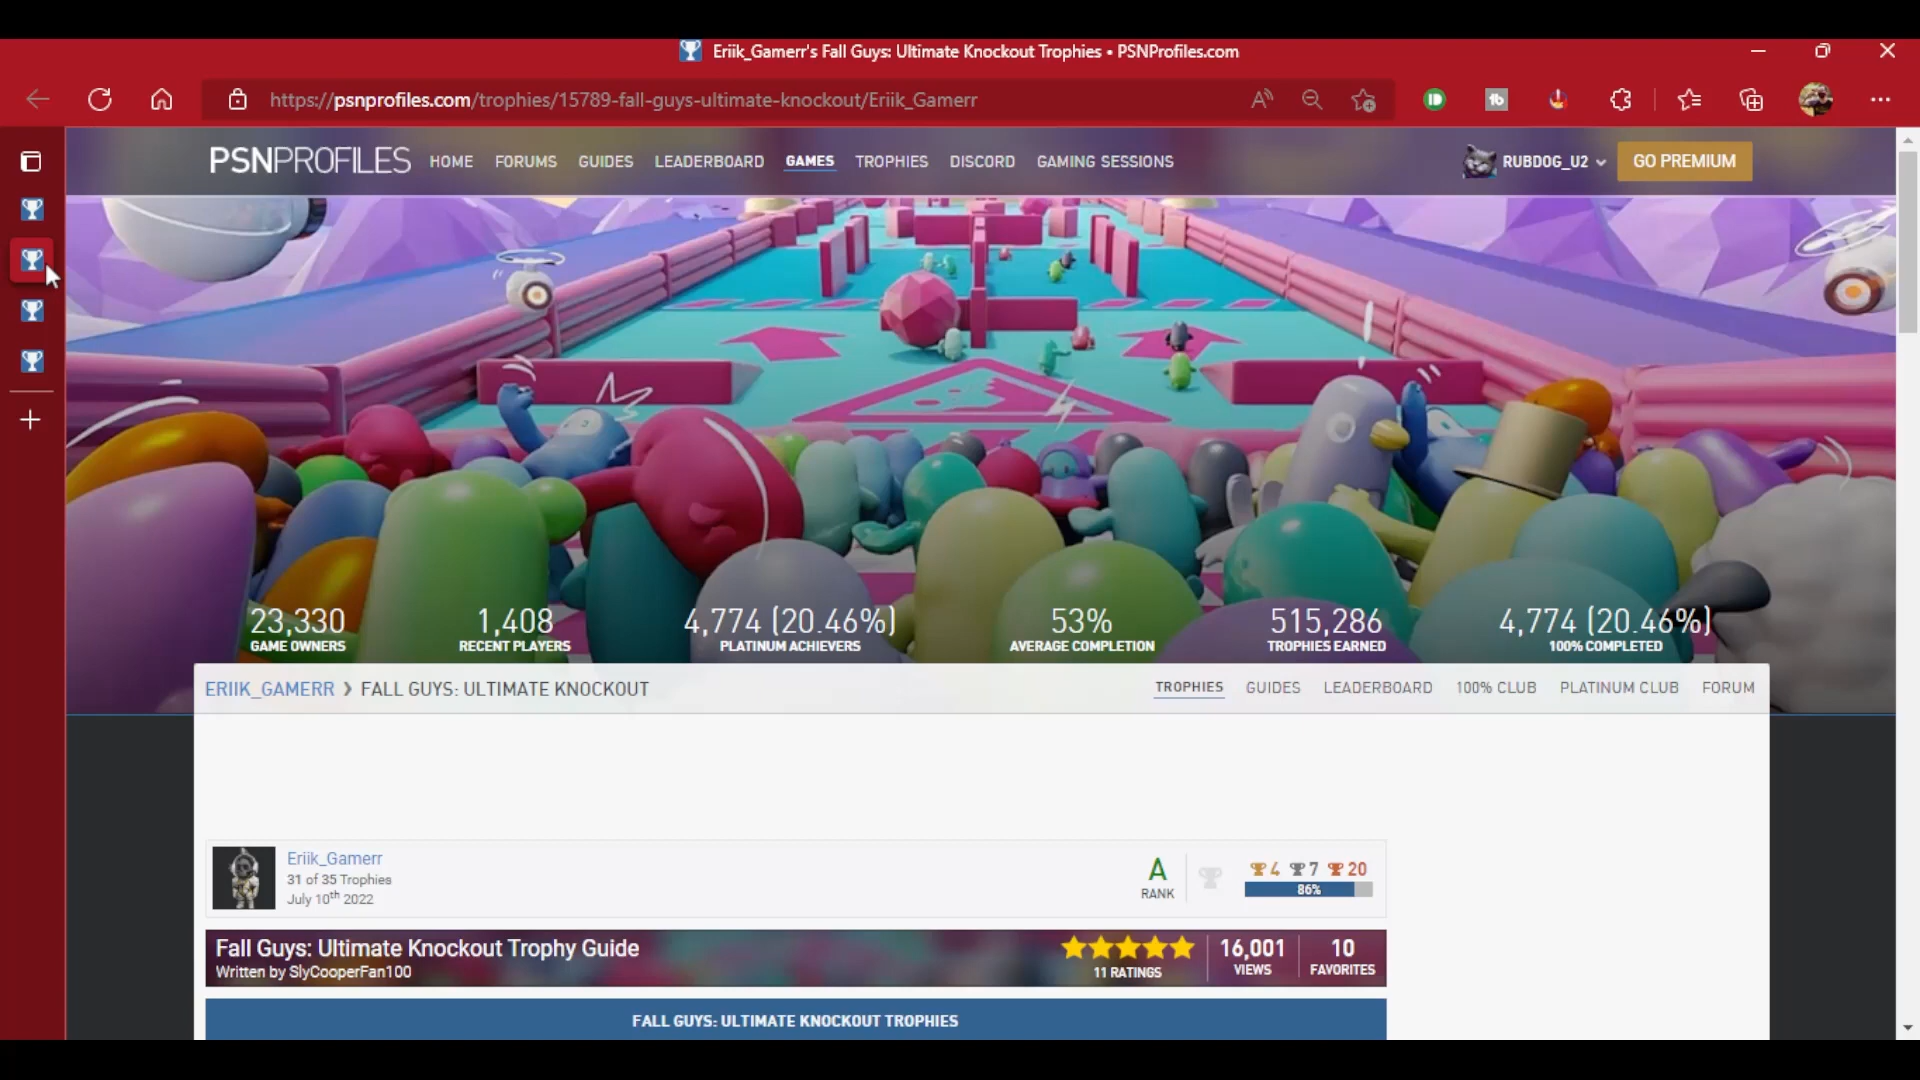 Eriik_Gamerr's Fall Guys: Ultimate Knockout Trophies • PSNProfiles.com
https://psnprofiles.com/trophies/15789-fall-guys-ultimate-knockout/Eriik_Gamerr
PSNPROFILES HOME FORUMS GUIDES LEADERBOARD GAMES TROPHIES DISCORD GAMING SESSIONS RUBDOG_U2 GO PREMIUM
23,330 1,408 4,774 (20.46%) 53% 515,286 4,774 (20.46%)
GAME OWNERS RECENT PLAYERS PLATINUM ACHIEVERS AVERAGE COMPLETION TROPHIES EARNED 100% COMPLETED
ERIIK_GAMERR > FALL GUYS: ULTIMATE KNOCKOUT TROPHIES GUIDES LEADERBOARD 100% CLUB PLATINUM CLUB FORUM
Eriik_Gamerr
31 of 35 Trophies
July 10th 2022
A
RANK
4 7 20
86%
Fall Guys: Ultimate Knockout Trophy Guide
Written by SlyCooperFan100
11 RATINGS
16,001
VIEWS
10
FAVORITES
FALL GUYS: ULTIMATE KNOCKOUT TROPHIES